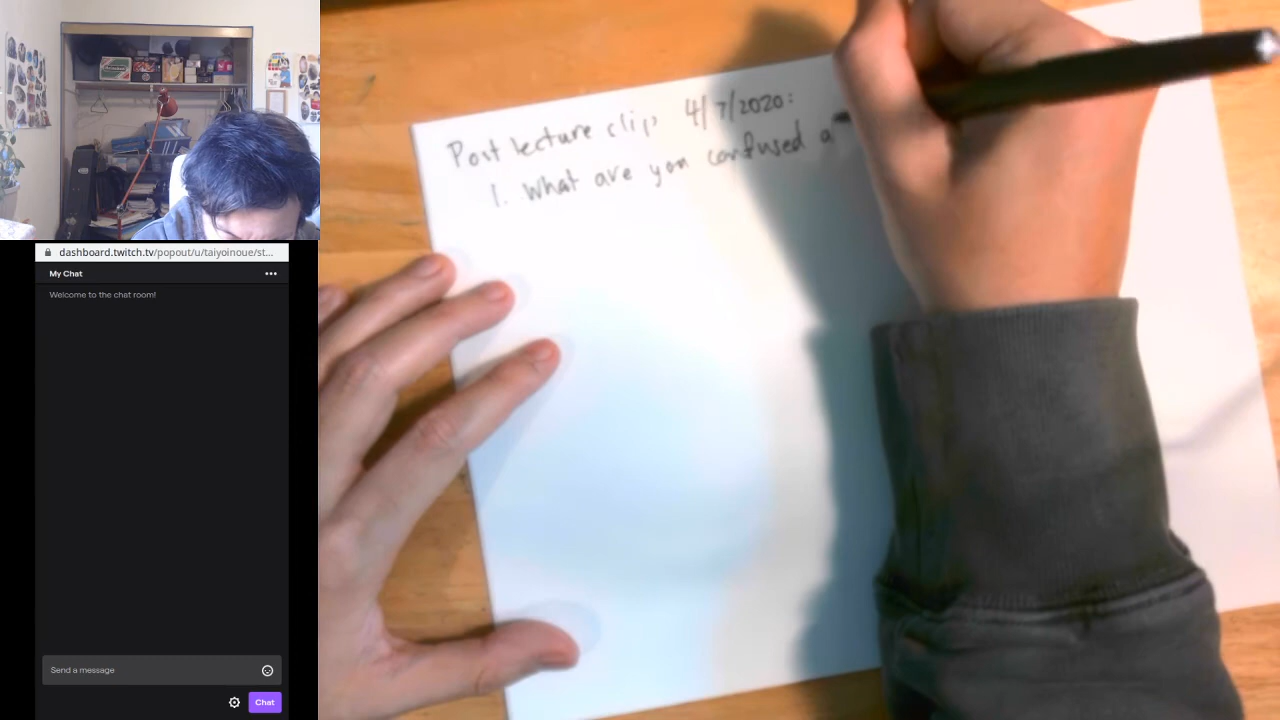 dashboard.twitch.tv/popout/u/taiyoinoue/st...
My Chat
Welcome to the chat room!
Send a message
Chat
Post lecture clip 4/7/2020:
1. What are you confused a